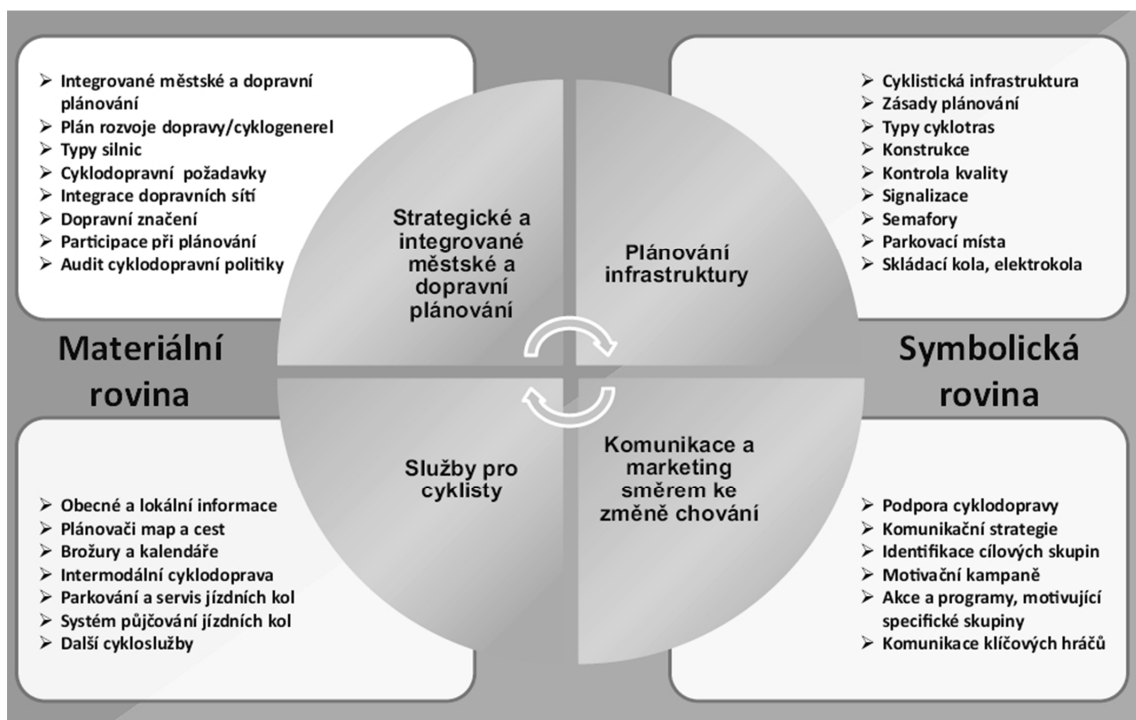 Integrované městské a dopravní
plánování
Plán rozvoje dopravy/cyklogenerel
Typy silnic
Cyklodopravní požadavky
Integrace dopravních sítí
Dopravní značení
Participace při plánování
Audit cyklodopravní politiky
Strategické a
integrované
městské a
dopravní
plánování
Plánování
infrastruktury
Cyklistická infrastruktura
Zásady plánování
Typy cyklotras
Konstrukce
Kontrola kvality
Signalizace
Semafory
Parkovací místa
Skládací kola, elektrokola
Materiální
rovina
Symbolická
rovina
Obecné a lokální informace
Plánovači map a cest
Brožury a kalendáře
Intermodální cyklodoprava
Parkování a servis jízdních kol
Systém půjčování jízdních kol
Další cykloslužby
Služby pro
cyklisty
Komunikace a
marketing
směrem ke
změně chování
Podpora cyklodopravy
Komunikační strategie
Identifikace cílových skupin
Motivační kampaně
Akce a programy, motivující
specifické skupiny
Komunikace klíčových hráčů